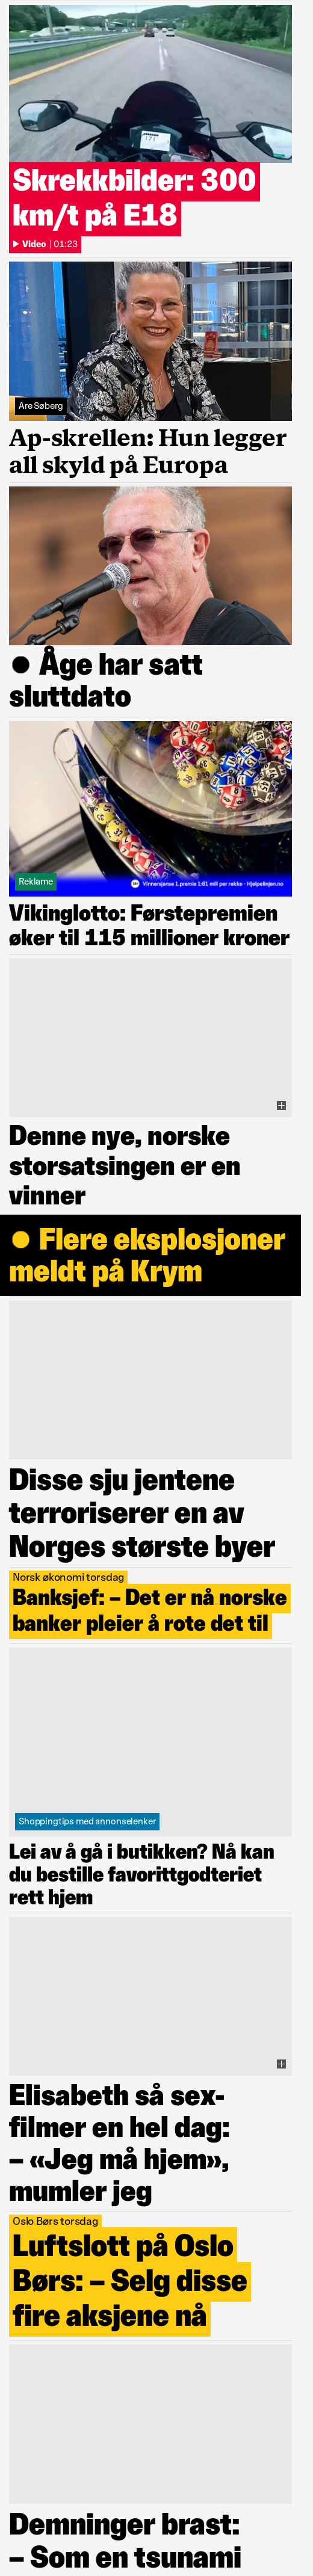 Skrekkbilder: 300
km/t på E18
Video | 01:23
Are Søberg
Ap-skrellen: Hun legger
all skyld på Europa
● Åge har satt
sluttdato
Reklame
Vinnersjanse 1.premie 1:61 mill per rekke - Hjelpelinjen.no
Vikinglotto: Førstepremien
øker til 115 millioner kroner
Denne nye, norske
storsatsingen er en
vinner
● Flere eksplosjoner
meldt på Krym
Disse sju jentene
terroriserer en av
Norges største byer
Norsk økonomi torsdag
Banksjef: – Det er nå norske
banker pleier å rote det til
Shoppingtips med annonselenker
Lei av å gå i butikken? Nå kan
du bestille favorittgodteriet
rett hjem
Elisabeth så sex-
filmer en hel dag:
– «Jeg må hjem»,
mumler jeg
Oslo Børs torsdag
Luftslott på Oslo
Børs: – Selg disse
fire aksjene nå
Demninger brast:
– Som en tsunami